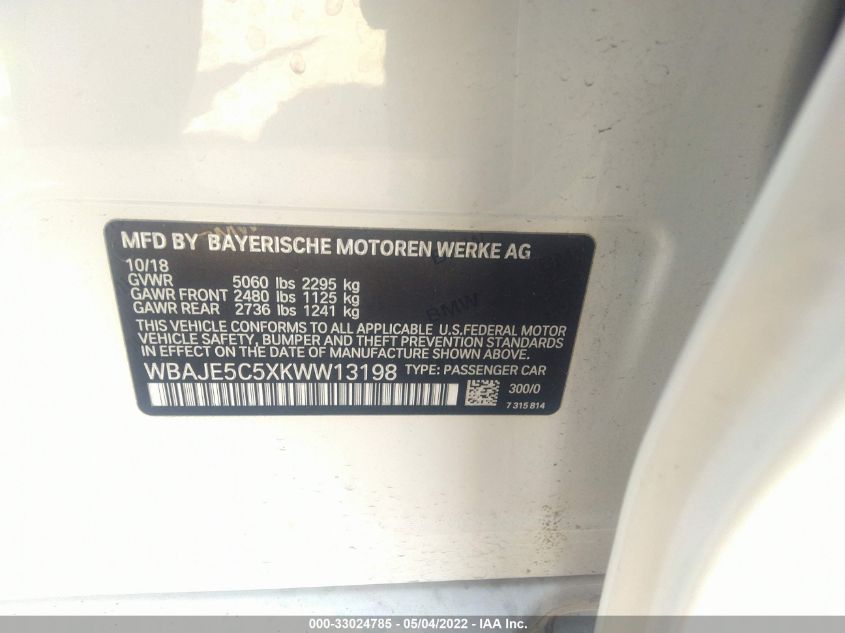 MFD BY BAYERISCHE MOTOREN WERKE AG
10/18
GVWR 5060 lbs 2295 kg
GAWR FRONT 2480 lbs 1125 kg
GAWR REAR 2736 lbs 1241 kg
THIS VEHICLE CONFORMS TO ALL APPLICABLE U.S.FEDERAL MOTOR
VEHICLE SAFETY, BUMPER AND THEFT PREVENTION STANDARDS
IN EFFECT ON THE DATE OF MANUFACTURE SHOWN ABOVE.
WBAJE5C5XKWW13198 TYPE: PASSENGER CAR
300/0
7 315 814
BMW
000-33024785 - 05/04/2022 - IAA Inc.